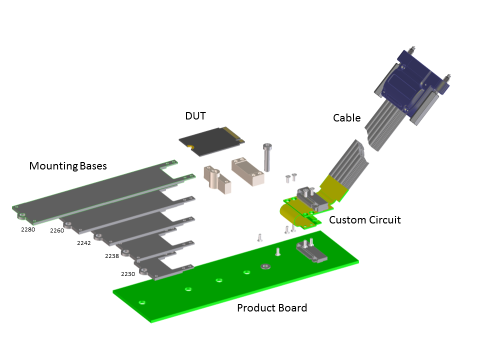 DUT
Cable
Mounting Bases
Custom Circuit
2280
2260
2242
2238
2230
Product Board